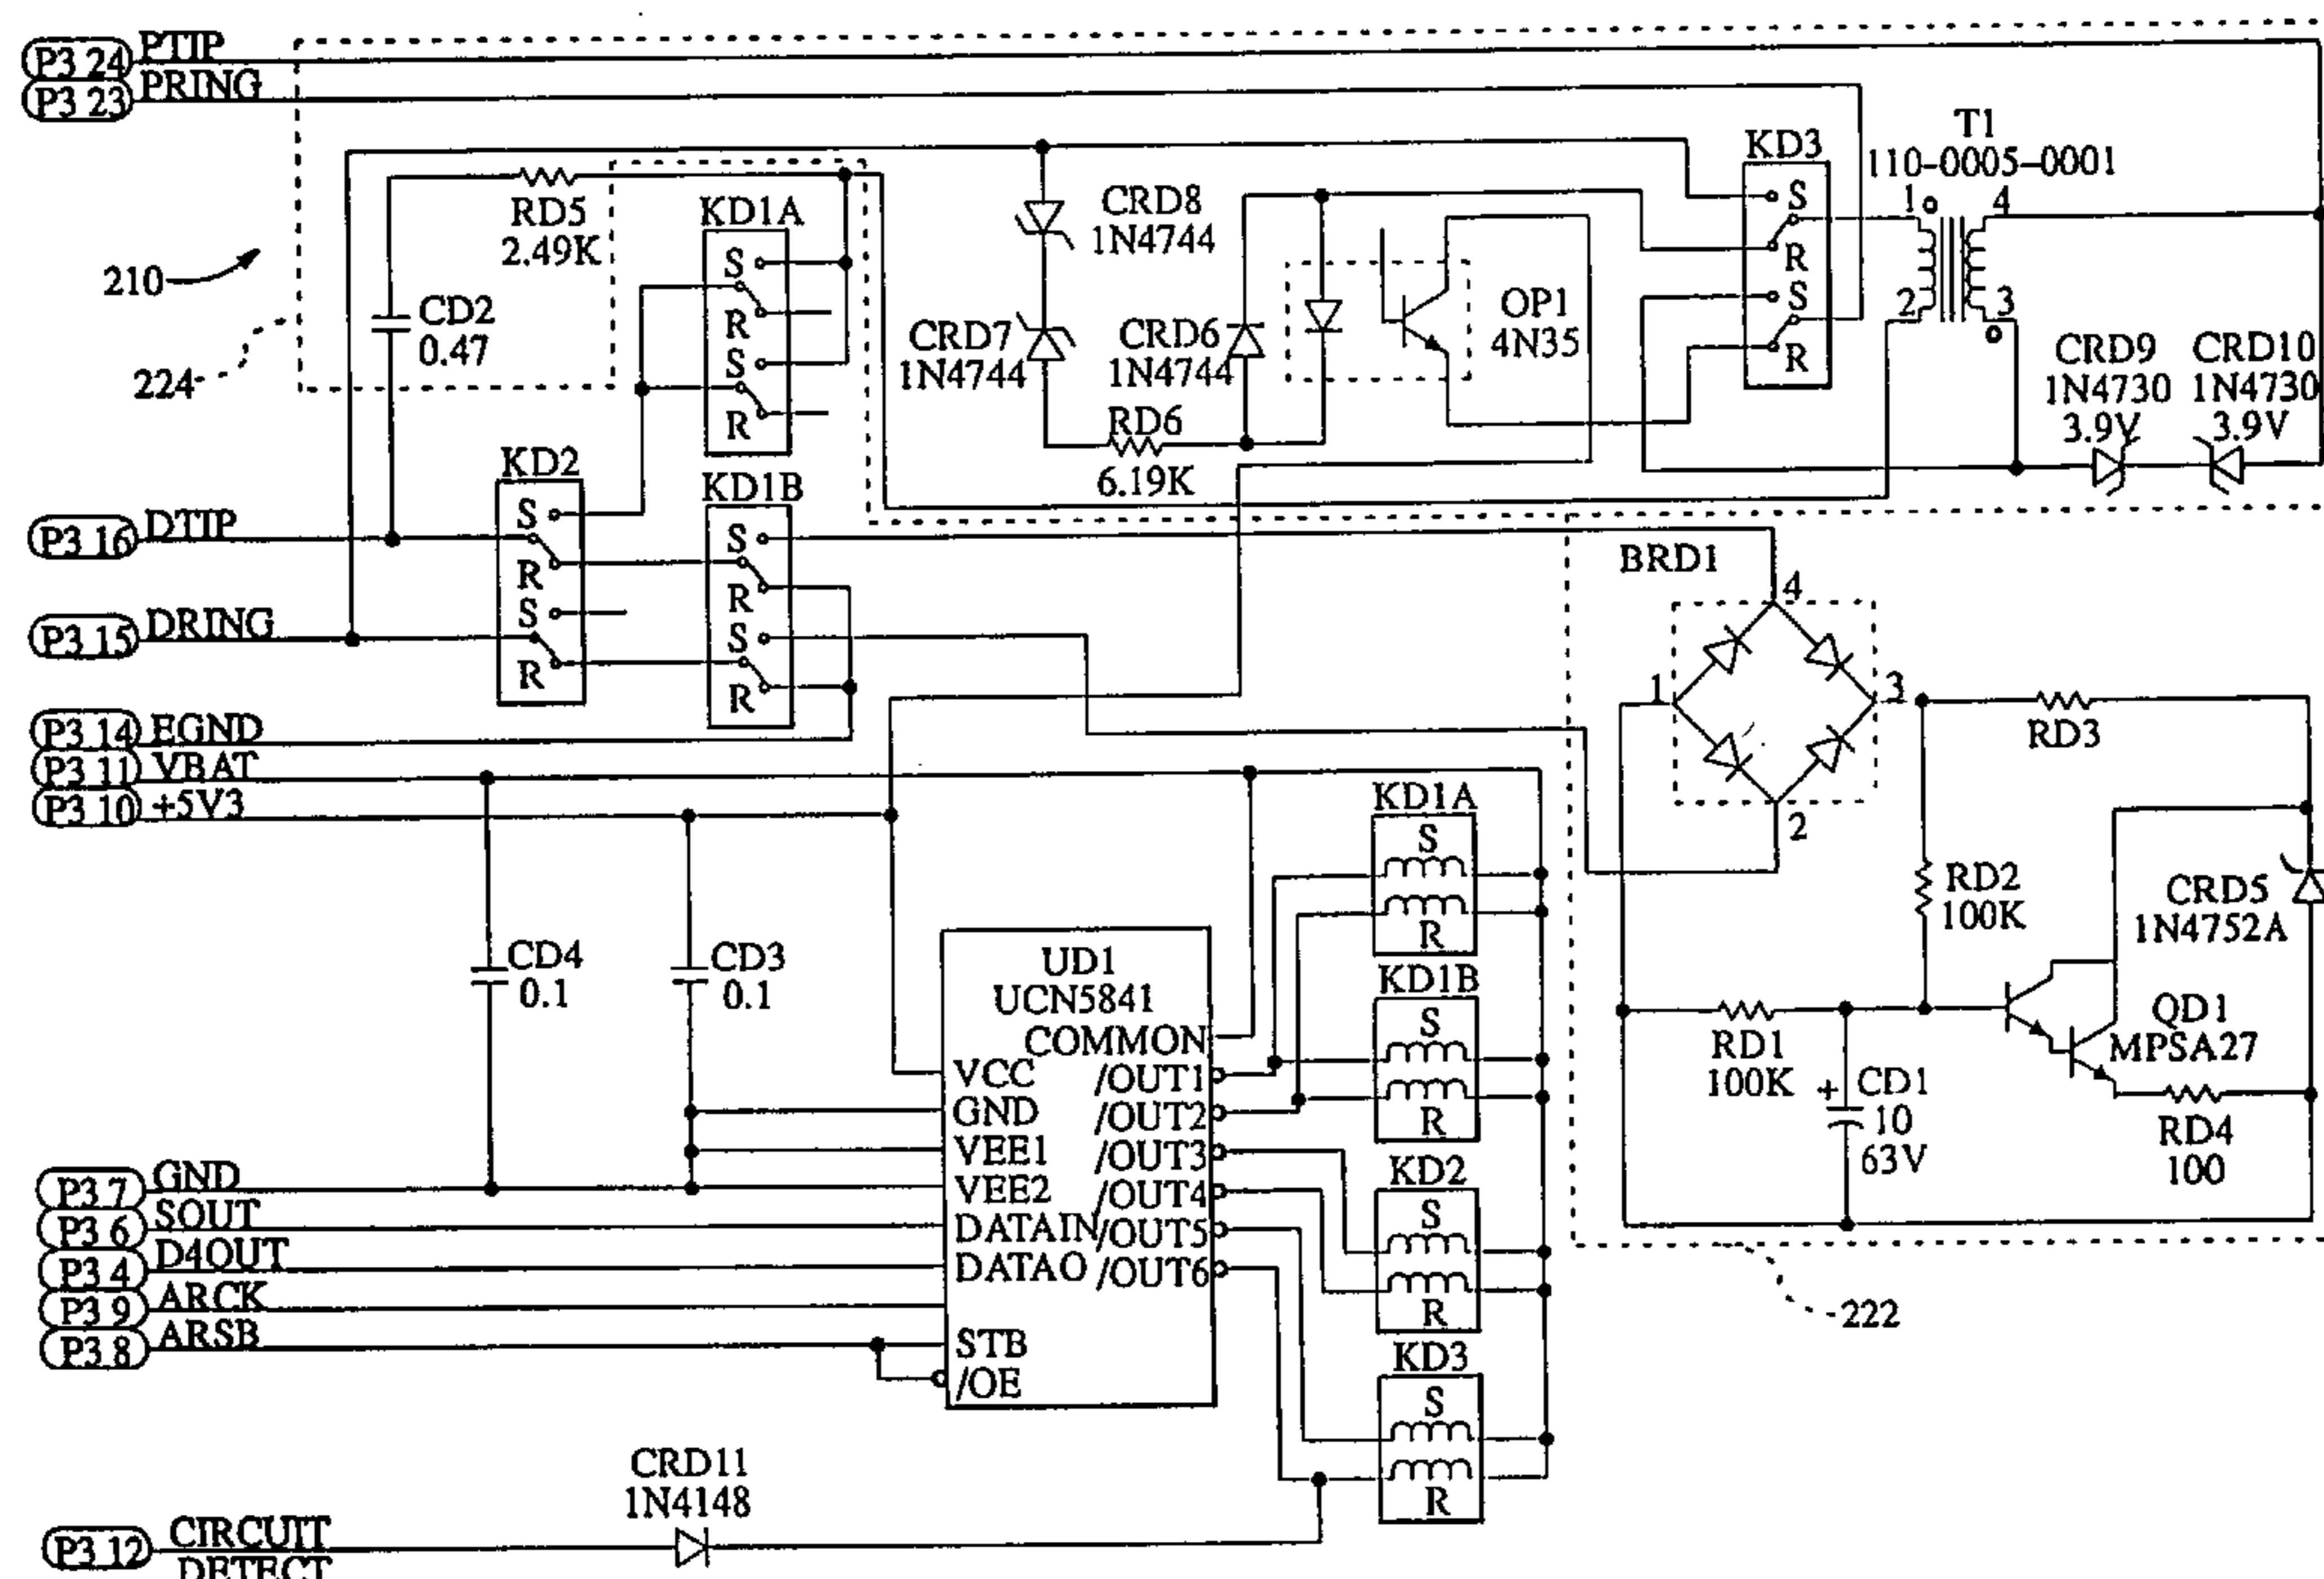 P3 24 PTIP
P3 23 PRING
T1
110-0005-0001
KD3
1
4
S
R
S
R
2
3
RD5
2.49K
KD1A
S
R
S
R
CRD8
1N4744
210
CD2
0.47
CRD7
1N4744
CRD6
1N4744
OP1
4N35
224
CRD9
1N4730
3.9V
CRD10
1N4730
3.9V
RD6
6.19K
KD2
S
R
S
R
KD1B
S
R
S
R
P3 16 DTIP
P3 15 DRING
BRD1
4
1
3
2
RD3
P3 14 EGND
P3 11 VBAT
P3 10 +5V3
KD1A
S
R
RD2
100K
CRD5
1N4752A
CD4
0.1
CD3
0.1
UD1
UCN5841
COMMON
VCC
/OUT1
GND
/OUT2
VEE1
/OUT3
VEE2
/OUT4
DATAIN
/OUT5
DATAO
/OUT6
STB
/OE
KD1B
S
R
RD1
100K
+ CD1
10
63V
QD1
MPSA27
RD4
100
KD2
S
R
P3 7 GND
P3 6 SOUT
P3 4 D4OUT
P3 9 ARCK
P3 8 ARSB
222
KD3
S
R
CRD11
1N4148
P3 12 CIRCUIT
DETECT